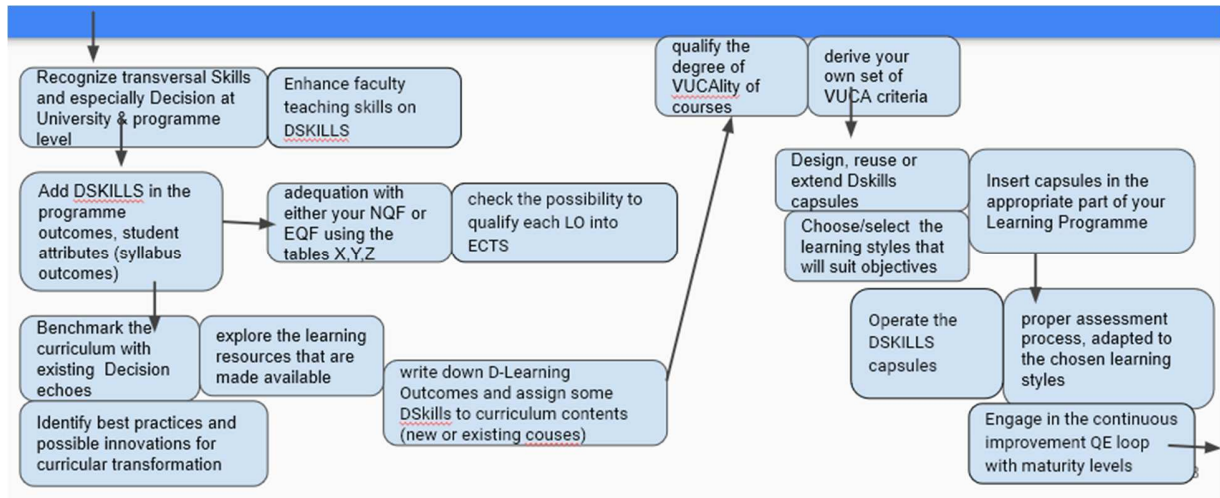 Recognize transversal Skills
and especially Decision at
University & programme
level
Enhance faculty
teaching skills on
DSKILLS
Add DSKILLS in the
programme
outcomes, student
attributes (syllabus
outcomes)
adequation with
either your NQF or
EQF using the
tables X,Y,Z
check the possibility to
qualify each LO into
ECTS
Benchmark the
curriculum with
existing Decision
echoes
explore the learning
resources that are
made available
Identify best practices and
possible innovations for
curricular transformation
write down D-Learning
Outcomes and assign some
DSkills to curriculum contents
(new or existing couses)
qualify the
degree of
VUCAlity of
courses
derive your
own set of
VUCA criteria
Design, reuse or
extend Dskills
capsules
Choose/select the
learning styles that
will suit objectives
Insert capsules in the
appropriate part of your
Learning Programme
Operate the
DSKILLS
capsules
proper assessment
process, adapted to
the chosen learning
styles
Engage in the continuous
improvement QE loop
with maturity levels